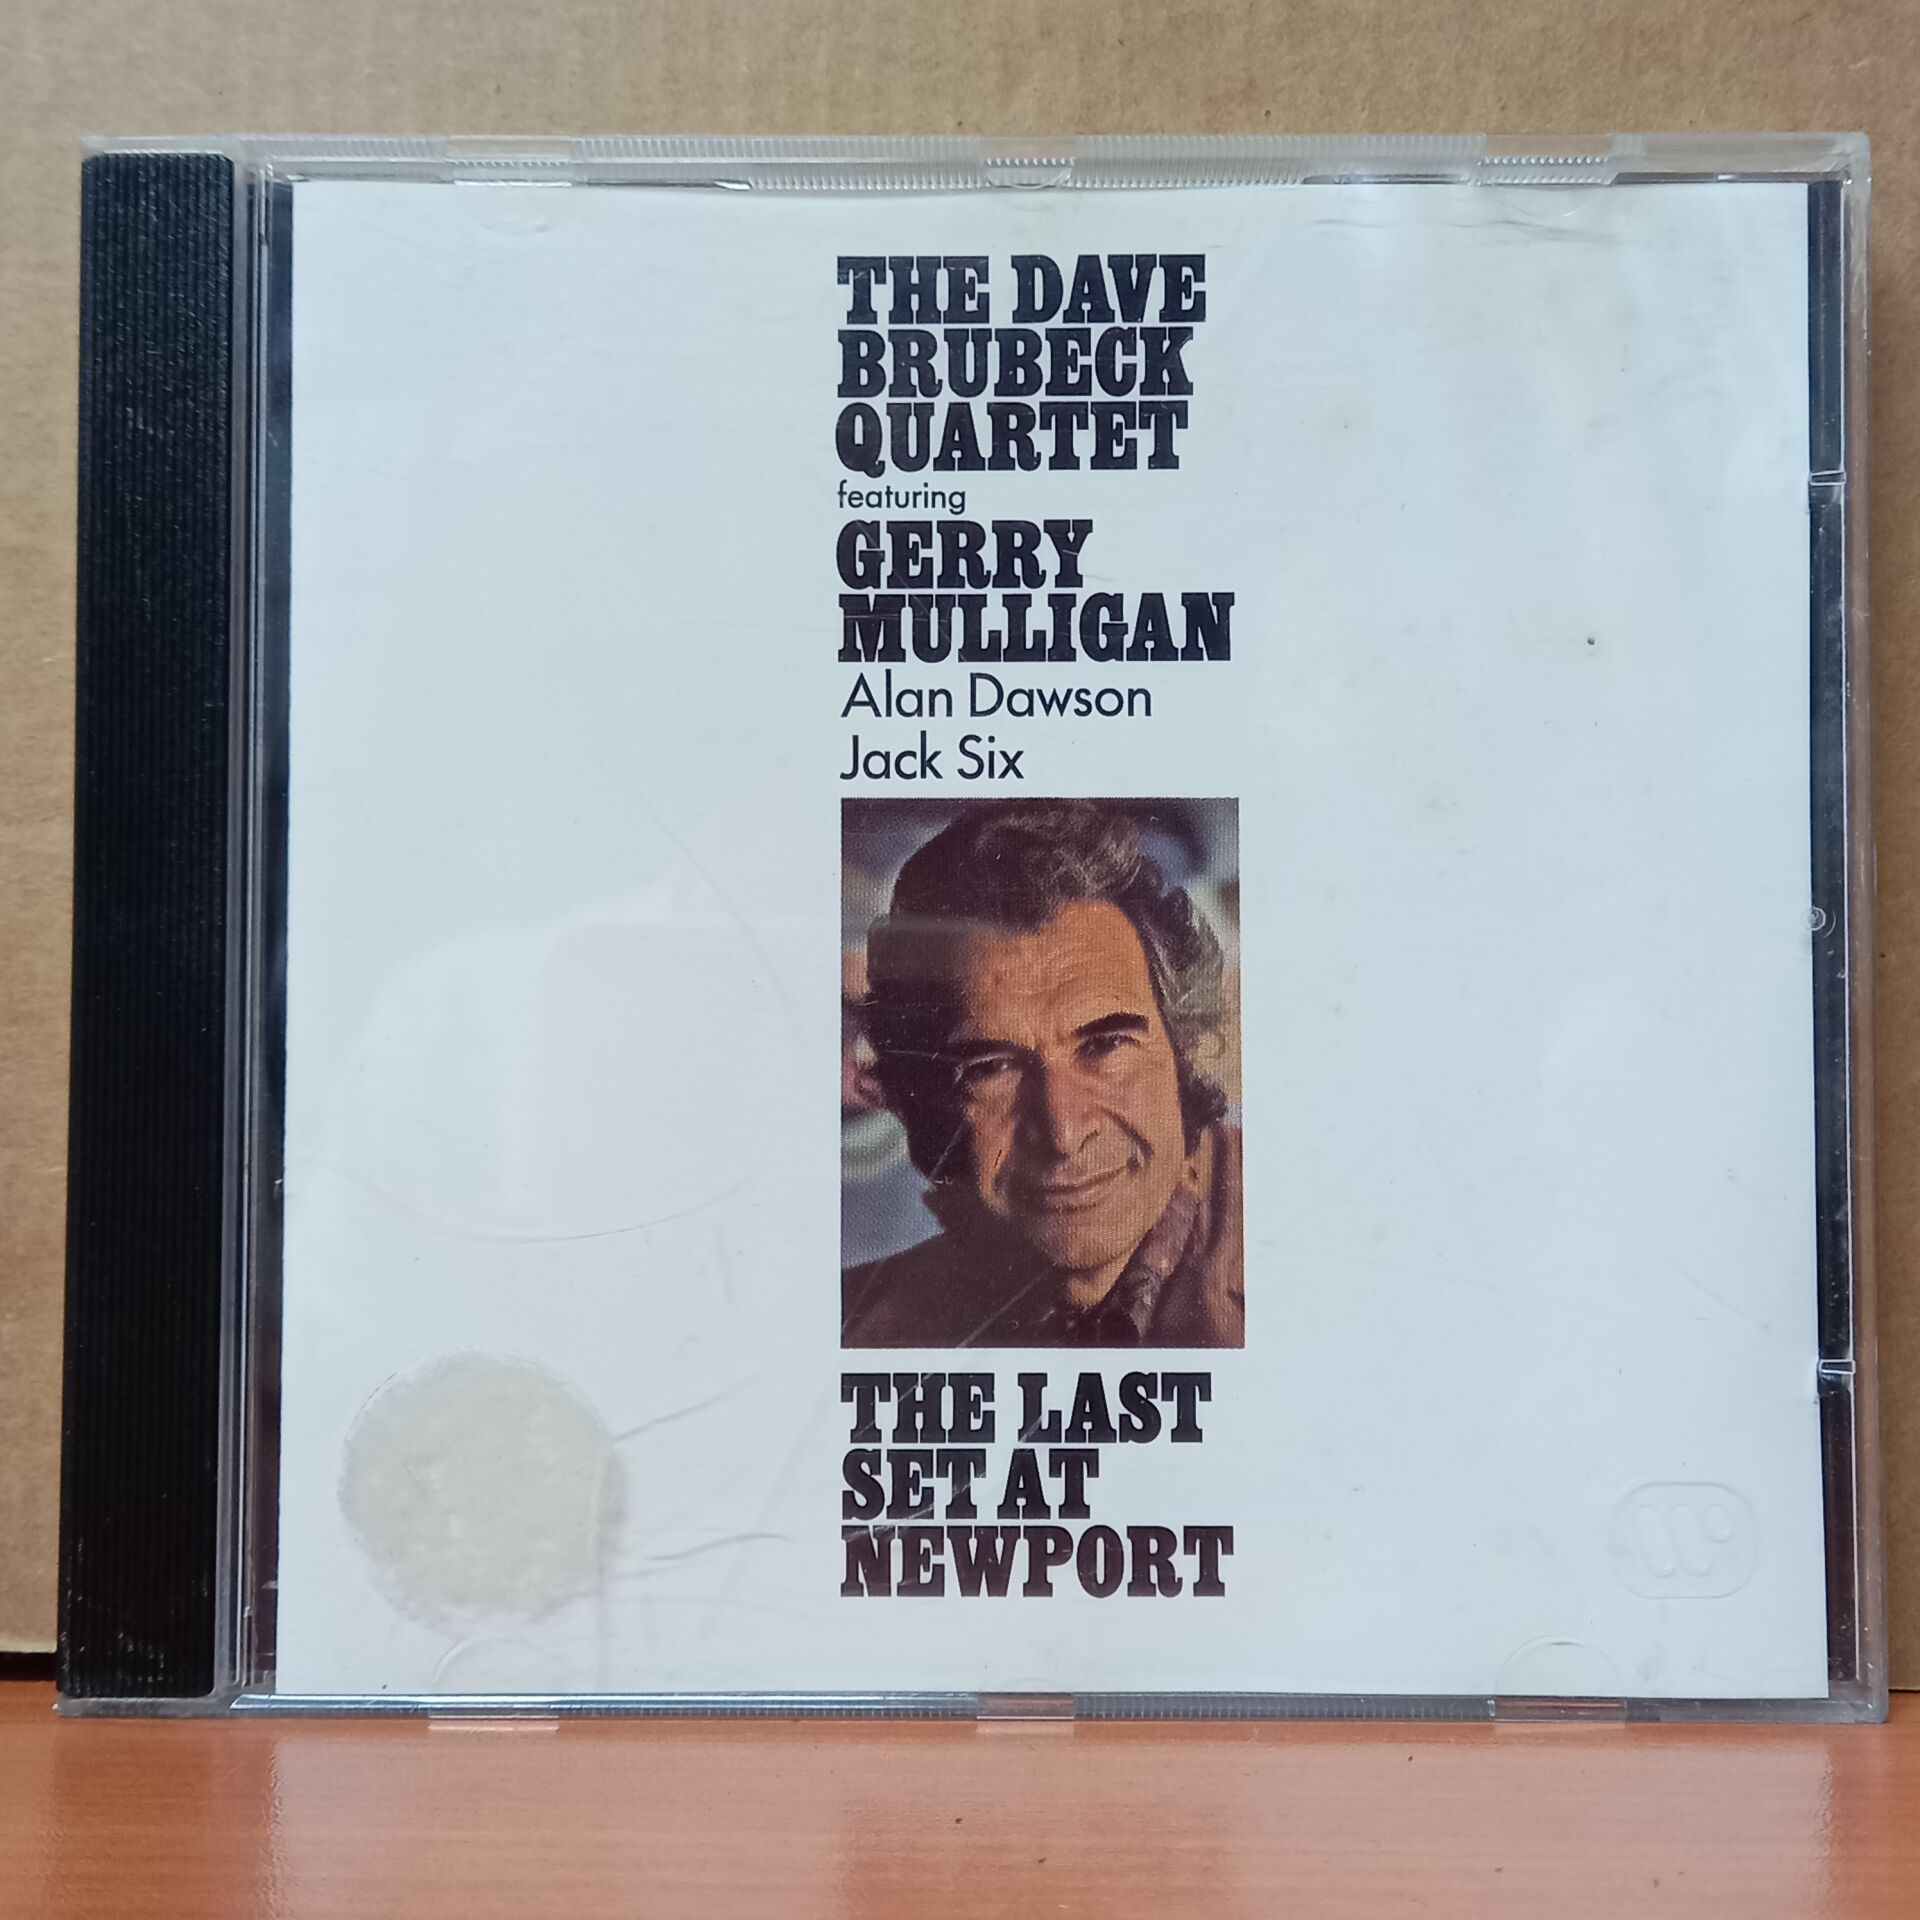 THE DAVE
BRUBECK
QUARTET
featuring
GERRY
MULLIGAN
Alan Dawson
Jack Six
THE LAST
SET AT
NEWPORT